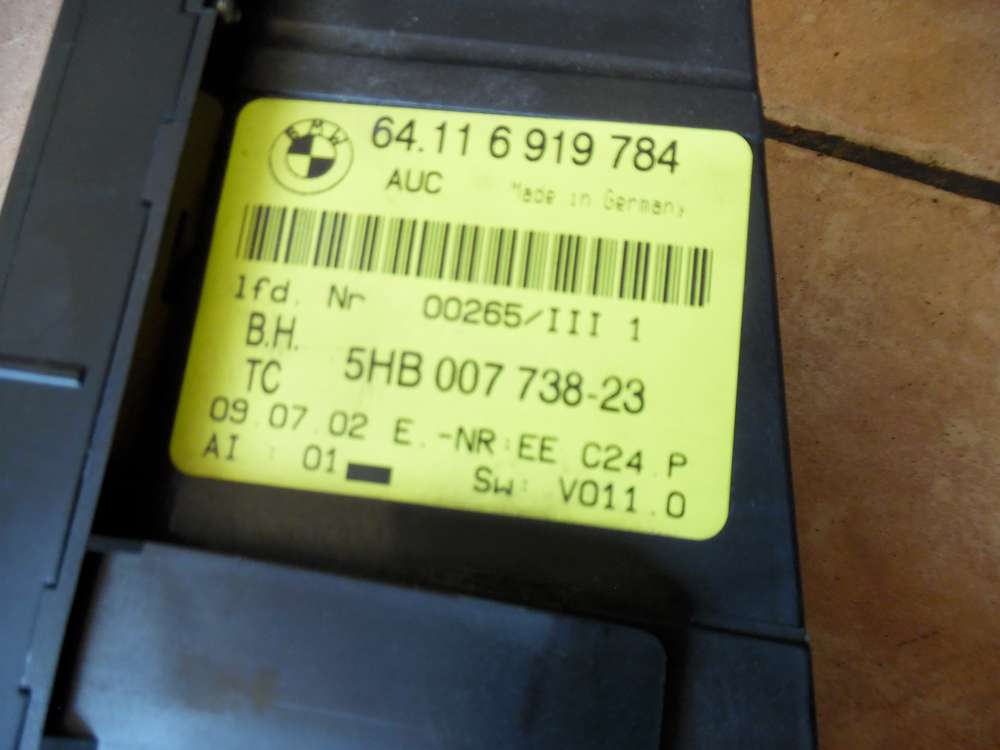 BMW 64.11 6 919 784
AUC Made in Germany
lfd. Nr 00265/III 1
B.H.
TC 5HB 007 738-23
09.07.02 E.-NR:EE C24.P
AI : 01 SW: V011.0